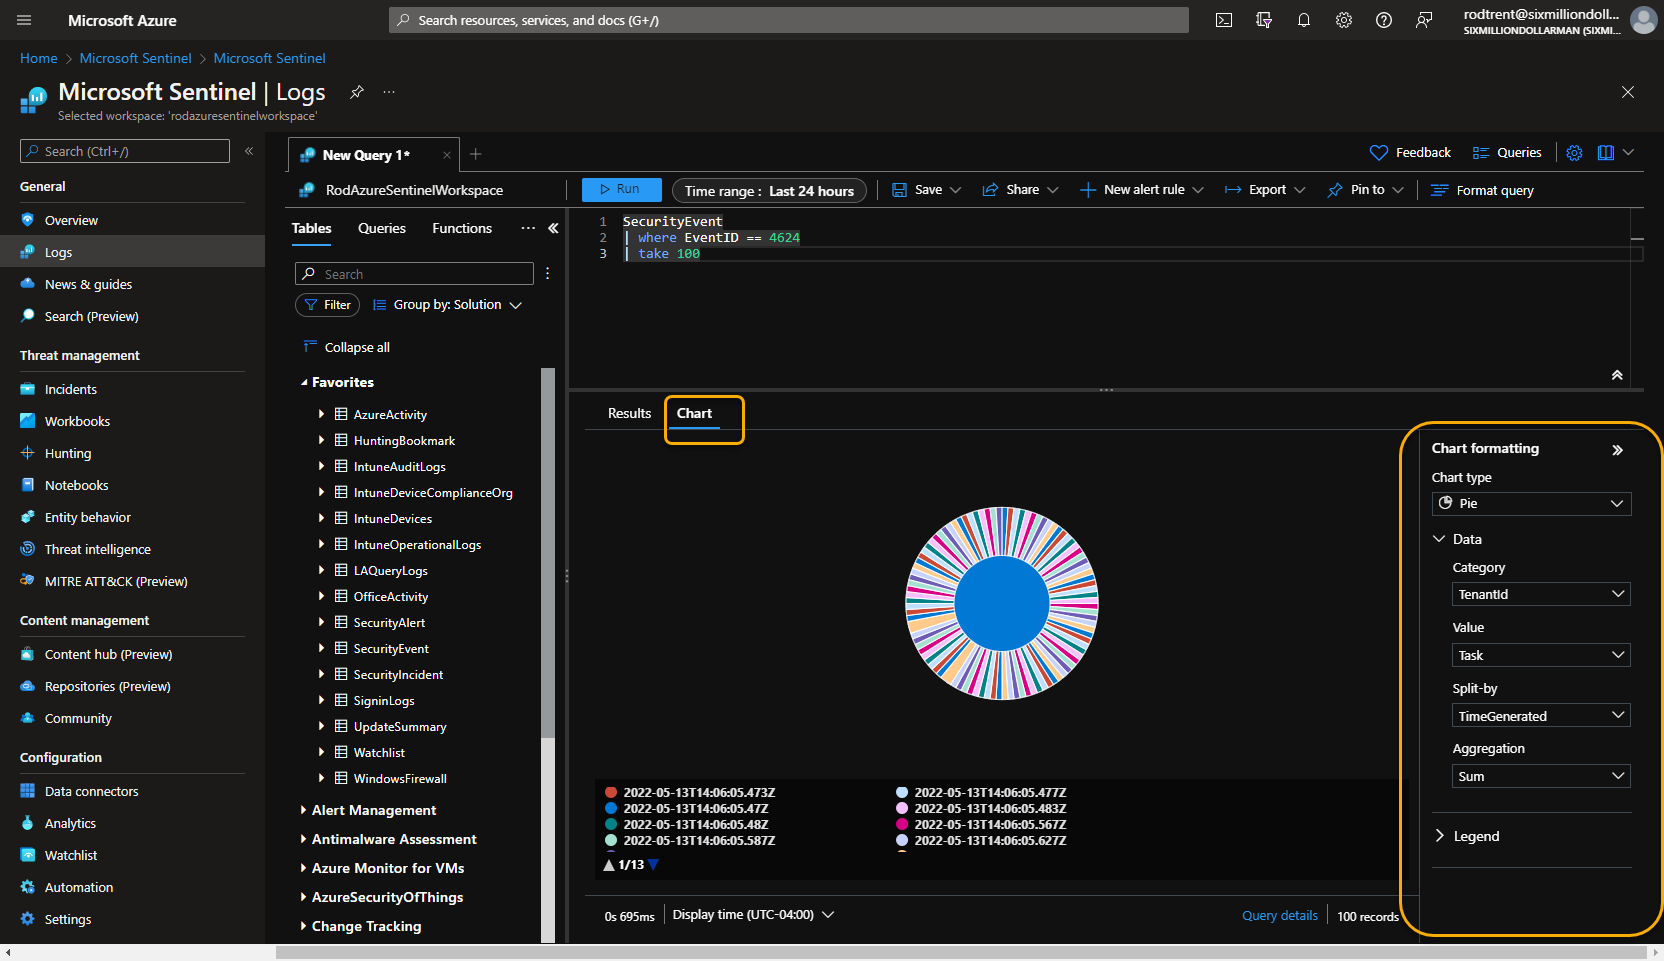 Microsoft Azure
Search resources, services, and docs (G+/)
rodtrent@sixmilliondoll...
SIXMILLIONDOLLARMAN (SIXMI...
Home > Microsoft Sentinel > Microsoft Sentinel
Microsoft Sentinel | Logs
...
Selected workspace: 'rodazuresentinelworkspace'
Search (Ctrl+/)
«
General
Overview
Logs
News & guides
Search (Preview)
Threat management
Incidents
Workbooks
Hunting
Notebooks
Entity behavior
Threat intelligence
MITRE ATT&CK (Preview)
Content management
Content hub (Preview)
Repositories (Preview)
Community
Configuration
Data connectors
Analytics
Watchlist
Automation
Settings
New Query 1*
Feedback
Queries
RodAzureSentinelWorkspace
Run
Time range : Last 24 hours
Save
Share
New alert rule
Export
Pin to
Format query
Tables
Queries
Functions
...
«
Search
Filter
Group by: Solution
Collapse all
Favorites
AzureActivity
HuntingBookmark
IntuneAuditLogs
IntuneDeviceComplianceOrg
IntuneDevices
IntuneOperationalLogs
LAQueryLogs
OfficeActivity
SecurityAlert
SecurityEvent
SecurityIncident
SigninLogs
UpdateSummary
Watchlist
WindowsFirewall
Alert Management
Antimalware Assessment
Azure Monitor for VMs
AzureSecurityOfThings
Change Tracking
1 SecurityEvent
2 | where EventID == 4624
3 | take 100
Results
Chart
2022-05-13T14:06:05.473Z
2022-05-13T14:06:05.477Z
2022-05-13T14:06:05.47Z
2022-05-13T14:06:05.483Z
2022-05-13T14:06:05.48Z
2022-05-13T14:06:05.567Z
2022-05-13T14:06:05.587Z
2022-05-13T14:06:05.627Z
1/13
0s 695ms
Display time (UTC-04:00)
Query details
100 records
Chart formatting
»
Chart type
Pie
Data
Category
TenantId
Value
Task
Split-by
TimeGenerated
Aggregation
Sum
Legend